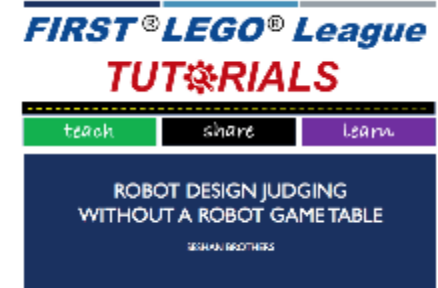 FIRST® LEGO® League
TUTORIALS
teach share learn
ROBOT DESIGN JUDGING
WITHOUT A ROBOT GAME TABLE
SESHAN BROTHERS